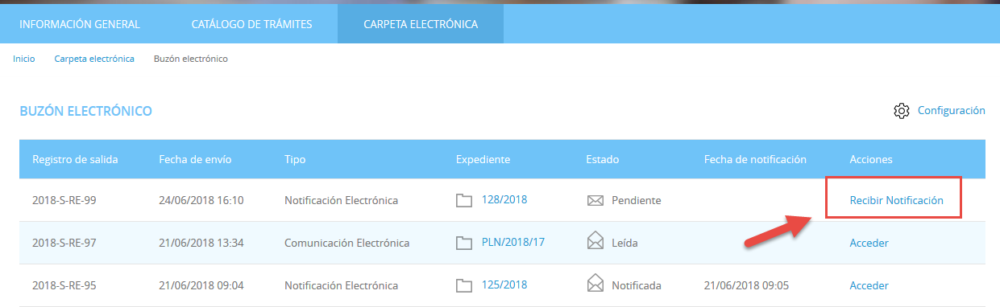 INFORMACIÓN GENERAL CATÁLOGO DE TRÁMITES CARPETA ELECTRÓNICA
Inicio Carpeta electrónica Buzón electrónico
BUZÓN ELECTRÓNICO Configuración
Registro de salida Fecha de envío Tipo Expediente Estado Fecha de notificación Acciones
2018-S-RE-99 24/06/2018 16:10 Notificación Electrónica 128/2018 Pendiente Recibir Notificación
2018-S-RE-97 21/06/2018 13:34 Comunicación Electrónica PLN/2018/17 Leída Acceder
2018-S-RE-95 21/06/2018 09:04 Notificación Electrónica 125/2018 Notificada 21/06/2018 09:05 Acceder